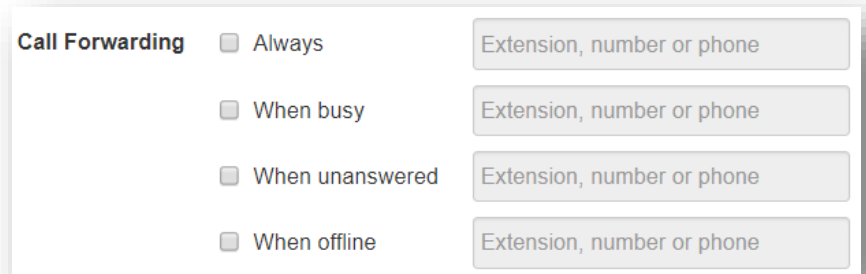 Call Forwarding Always Extension, number or phone
When busy Extension, number or phone
When unanswered Extension, number or phone
When offline Extension, number or phone